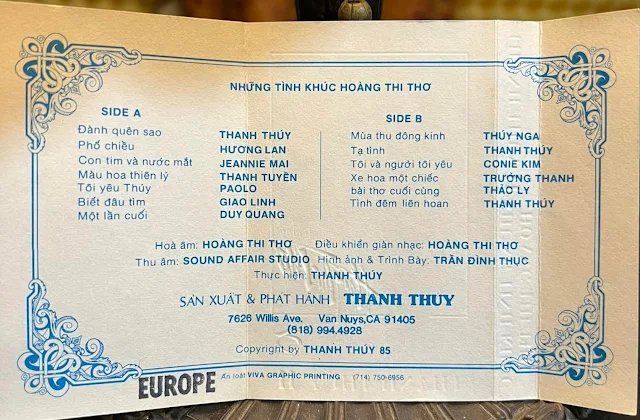 NHỮNG TÌNH KHÚC HOÀNG THI THƠ
SIDE A
Đành quên sao THANH THÚY
Phố chiều HƯƠNG LAN
Con tim và nước mắt JEANNIE MAI
Màu hoa thiên lý THANH TUYỀN
Tôi yêu Thúy PAOLO
Biết đâu tìm GIAO LINH
Một lần cuối DUY QUANG
SIDE B
Mùa thu đông kinh THÚY NGA
Tạ tình THANH THÚY
Tôi và người tôi yêu CONIE KIM
Xe hoa một chiếc TRƯỜNG THANH
bài thơ cuối cùng THẢO LY
Tình đêm liên hoan THANH THÚY
Hoà âm: HOÀNG THI THƠ Điều khiển giàn nhạc: HOÀNG THI THƠ
Thu âm: SOUND AFFAIR STUDIO Hình ảnh & Trình Bày: TRẦN ĐÌNH THỤC
Thực hiện: THANH THÚY
SẢN XUẤT & PHÁT HÀNH THANH THUY
7626 Willis Ave. Van Nuys,CA 91405
(818) 994.4928
Copyright by THANH THÚY 85
EUROPE
Ấn loát VIVA GRAPHIC PRINTING (714) 750-6956